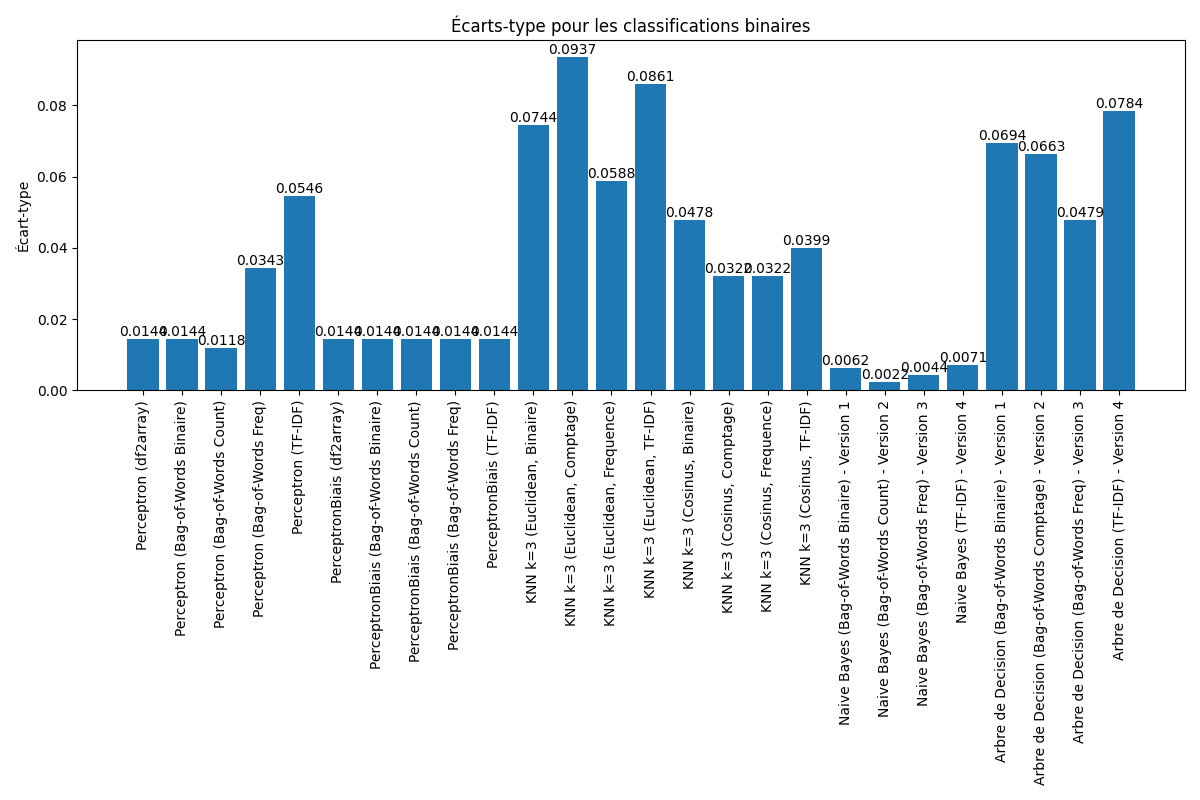 Écarts-type pour les classifications binaires
Écart-type
0.08
0.06
0.04
0.02
0.00
0.0144
0.0144
0.0118
0.0343
0.0546
0.0144
0.0144
0.0144
0.0144
0.0144
0.0744
0.0937
0.0588
0.0861
0.0478
0.0322
0.0322
0.0399
0.0062
0.0022
0.0044
0.0071
0.0694
0.0663
0.0479
0.0784
Perceptron (df2array)
Perceptron (Bag-of-Words Binaire)
Perceptron (Bag-of-Words Count)
Perceptron (Bag-of-Words Freq)
Perceptron (TF-IDF)
PerceptronBiais (df2array)
PerceptronBiais (Bag-of-Words Binaire)
PerceptronBiais (Bag-of-Words Count)
PerceptronBiais (Bag-of-Words Freq)
PerceptronBiais (TF-IDF)
KNN k=3 (Euclidean, Binaire)
KNN k=3 (Euclidean, Comptage)
KNN k=3 (Euclidean, Frequence)
KNN k=3 (Euclidean, TF-IDF)
KNN k=3 (Cosinus, Binaire)
KNN k=3 (Cosinus, Comptage)
KNN k=3 (Cosinus, Frequence)
KNN k=3 (Cosinus, TF-IDF)
Naive Bayes (Bag-of-Words Binaire) - Version 1
Naive Bayes (Bag-of-Words Count) - Version 2
Naive Bayes (Bag-of-Words Freq) - Version 3
Naive Bayes (TF-IDF) - Version 4
Arbre de Decision (Bag-of-Words Binaire) - Version 1
Arbre de Decision (Bag-of-Words Comptage) - Version 2
Arbre de Decision (Bag-of-Words Freq) - Version 3
Arbre de Decision (TF-IDF) - Version 4